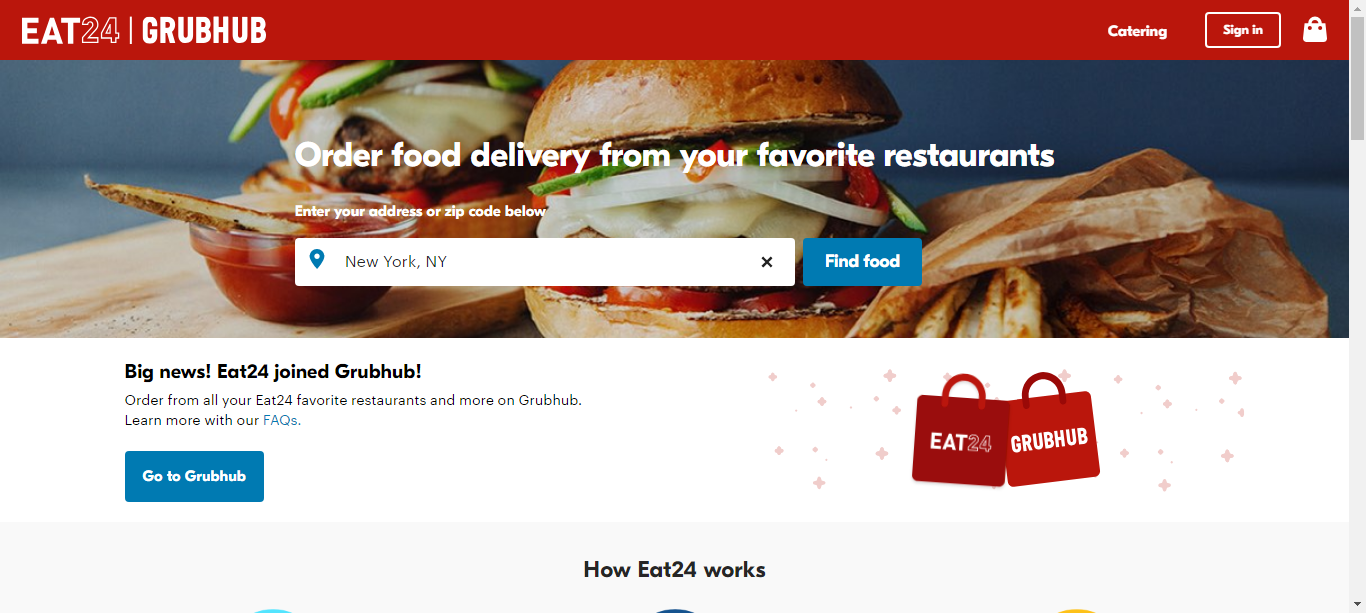 EAT24 | GRUBHUB
Catering
Sign in
Order food delivery from your favorite restaurants
Enter your address or zip code below
New York, NY
Find food
Big news! Eat24 joined Grubhub!
Order from all your Eat24 favorite restaurants and more on Grubhub.
Learn more with our FAQs.
Go to Grubhub
EAT24
GRUBHUB
How Eat24 works